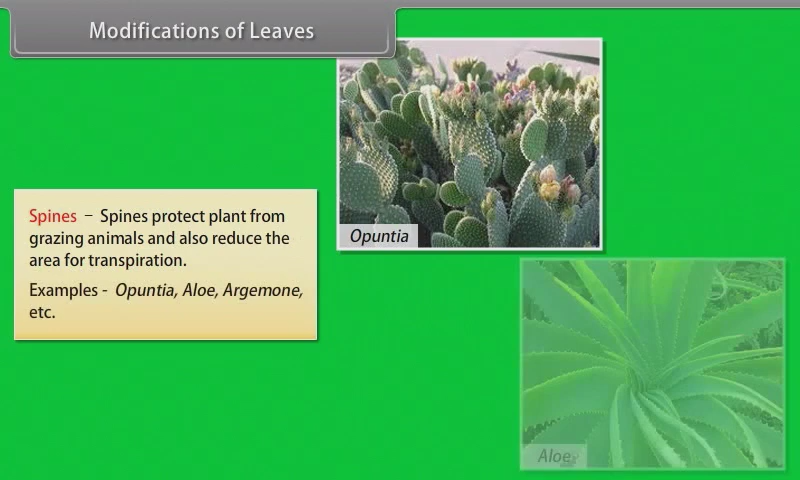 Modifications of Leaves
Opuntia
Spines – Spines protect plant from
grazing animals and also reduce the
area for transpiration.
Examples - Opuntia, Aloe, Argemone,
etc.
Aloe